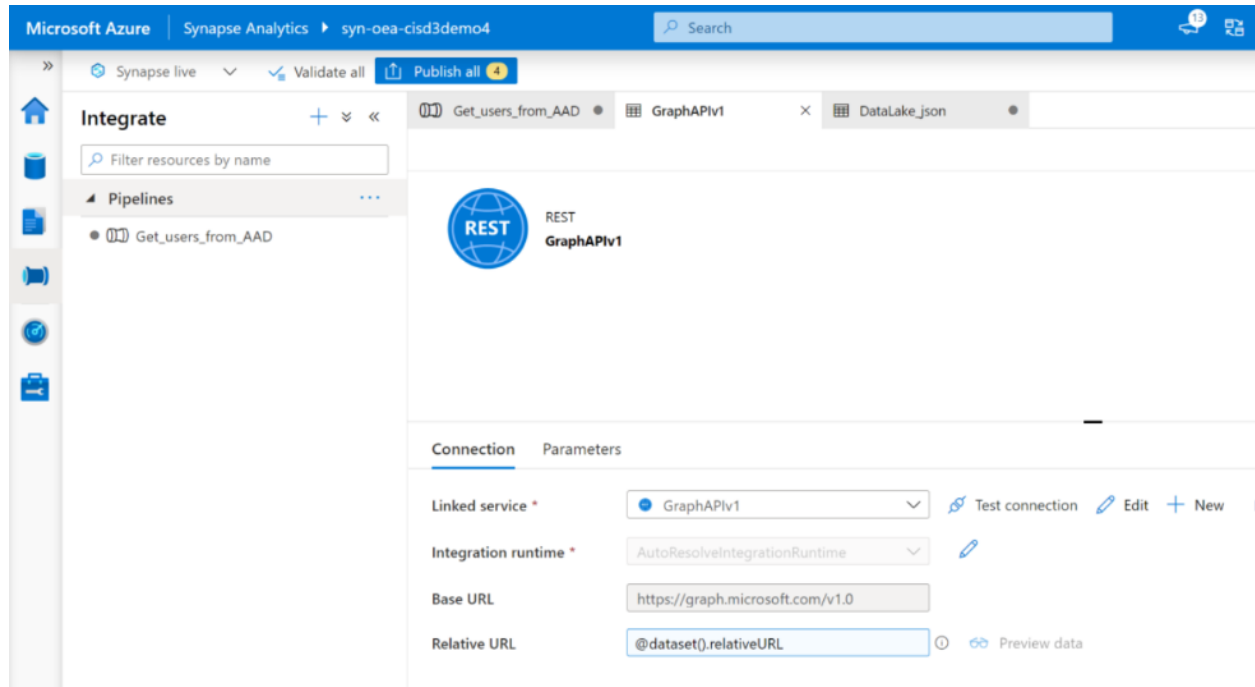 Microsoft Azure Synapse Analytics syn-oea-cisd3demo4 Search 13
Synapse live Validate all Publish all 4
Integrate
Get_users_from_AAD GraphAPIv1 DataLake_json
Filter resources by name
Pipelines
Get_users_from_AAD
REST
REST
GraphAPIv1
Connection Parameters
Linked service * GraphAPIv1 Test connection Edit New
Integration runtime * AutoResolveIntegrationRuntime
Base URL https://graph.microsoft.com/v1.0
Relative URL @dataset().relativeURL Preview data